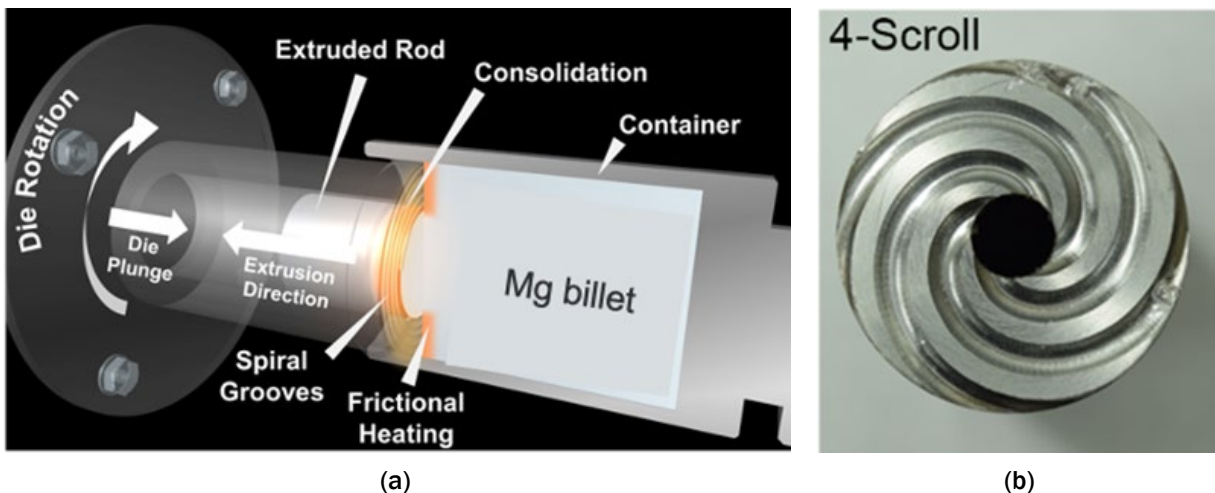 Extruded Rod
Consolidation
Container
Die Rotation
Die
Plunge
Extrusion
Direction
Mg billet
Spiral
Grooves
Frictional
Heating
4-Scroll
(a)
(b)